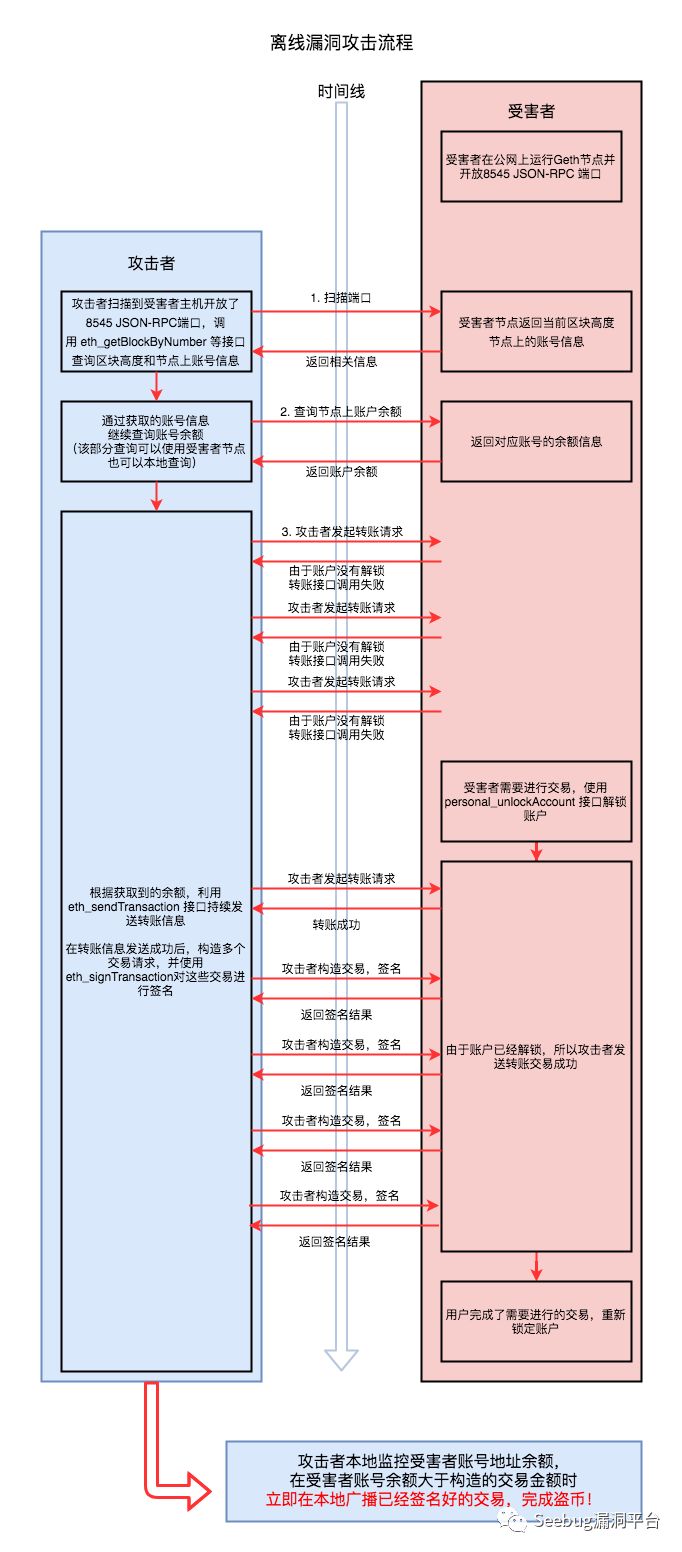 离线漏洞攻击流程
时间线
受害者
受害者在公网上运行Geth节点并
开放8545 JSON-RPC 端口
攻击者
攻击者扫描到受害者主机开放了
8545 JSON-RPC端口，调
用 eth_getBlockByNumber 等接口
查询区块高度和节点上账号信息
1. 扫描端口
返回相关信息
受害者节点返回当前区块高度
节点上的账号信息
通过获取的账号信息
继续查询账号余额
（该部分查询可以使用受害者节点
也可以本地查询）
2. 查询节点上账户余额
返回账户余额
返回对应账号的余额信息
3. 攻击者发起转账请求
由于账户没有解锁
转账接口调用失败
攻击者发起转账请求
由于账户没有解锁
转账接口调用失败
攻击者发起转账请求
由于账户没有解锁
转账接口调用失败
受害者需要进行交易，使用
personal_unlockAccount 接口解锁
账户
根据获取到的余额，利用
eth_sendTransaction 接口持续发
送转账信息
在转账信息发送成功后，构造多个
交易请求，并使用
eth_signTransaction对这些交易进
行签名
攻击者发起转账请求
转账成功
攻击者构造交易，签名
返回签名结果
攻击者构造交易，签名
返回签名结果
攻击者构造交易，签名
返回签名结果
攻击者构造交易，签名
返回签名结果
由于账户已经解锁，所以攻击者发
送转账交易成功
用户完成了需要进行的交易，重新
锁定账户
攻击者本地监控受害者账号地址余额，
在受害者账号余额大于构造的交易金额时
立即在本地广播已经签名好的交易，完成盗币！
Seebug漏洞平台